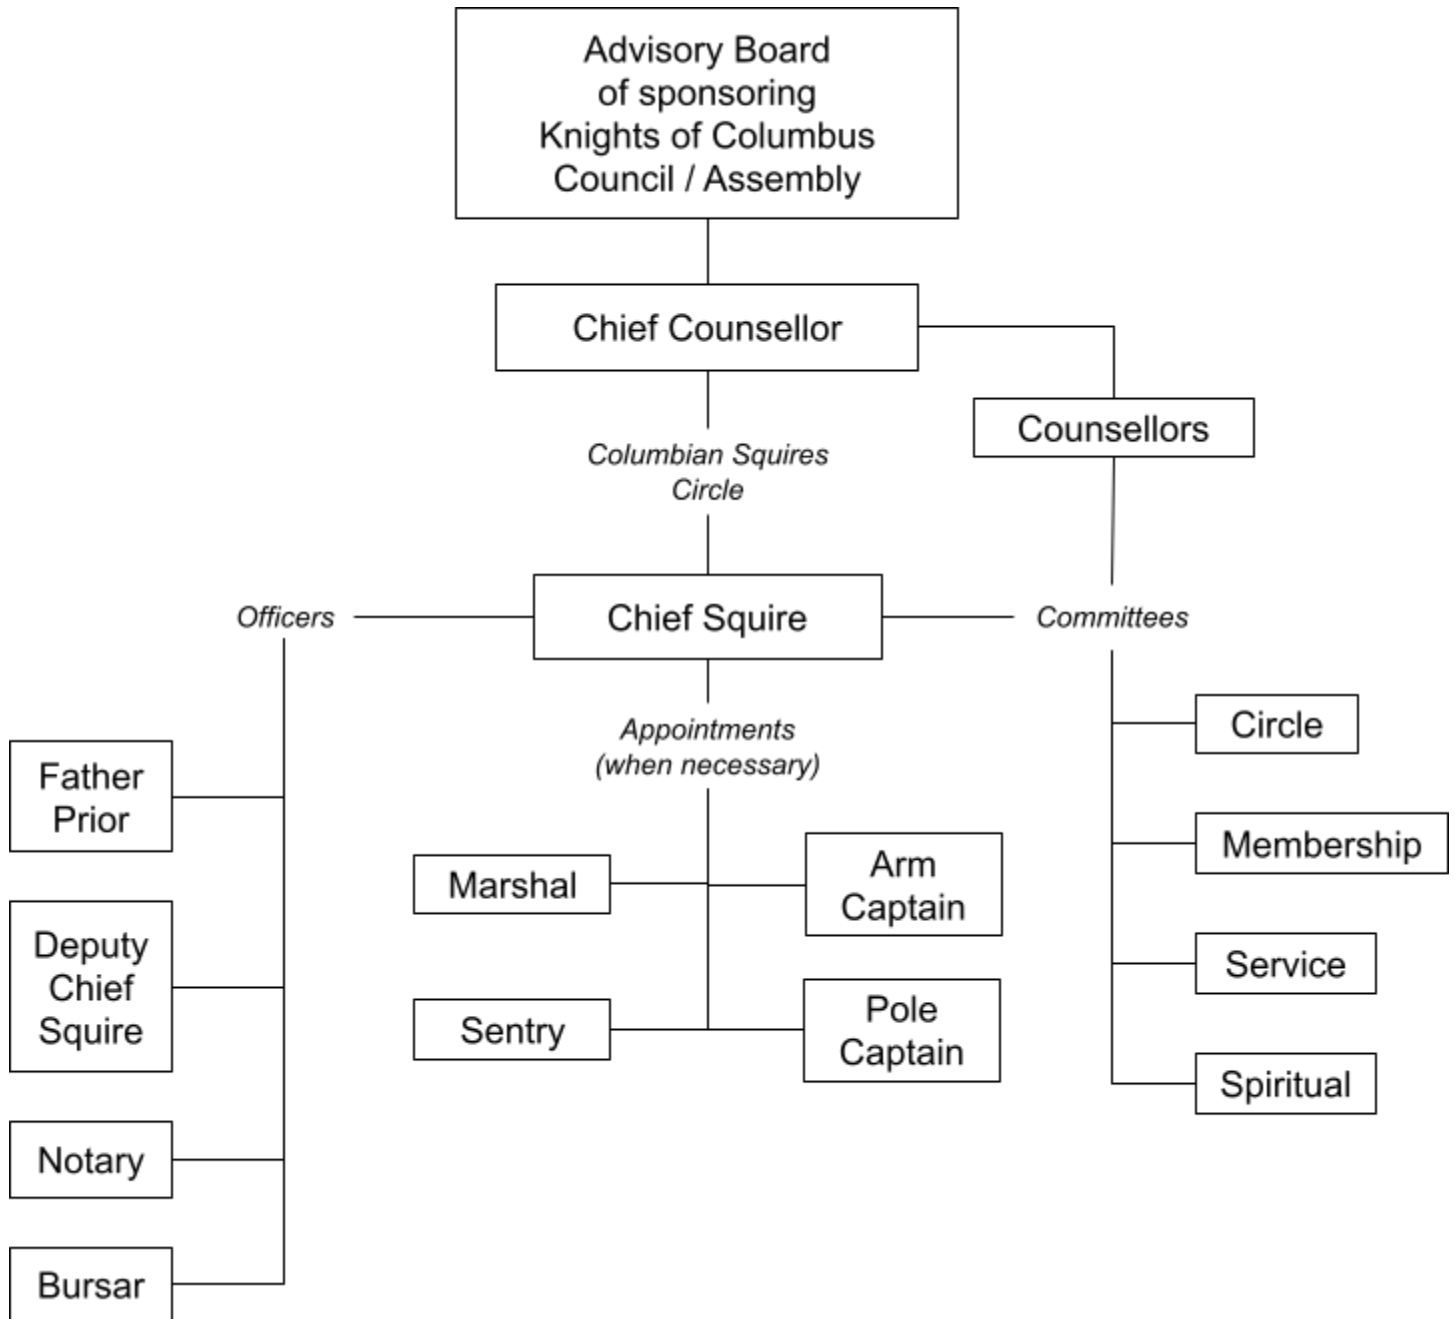 Advisory Board
of sponsoring
Knights of Columbus
Council / Assembly
Chief Counsellor
Counsellors
Columbian Squires
Circle
Officers
Chief Squire
Committees
Appointments
(when necessary)
Father
Prior
Deputy
Chief
Squire
Notary
Bursar
Marshal
Arm
Captain
Sentry
Pole
Captain
Circle
Membership
Service
Spiritual